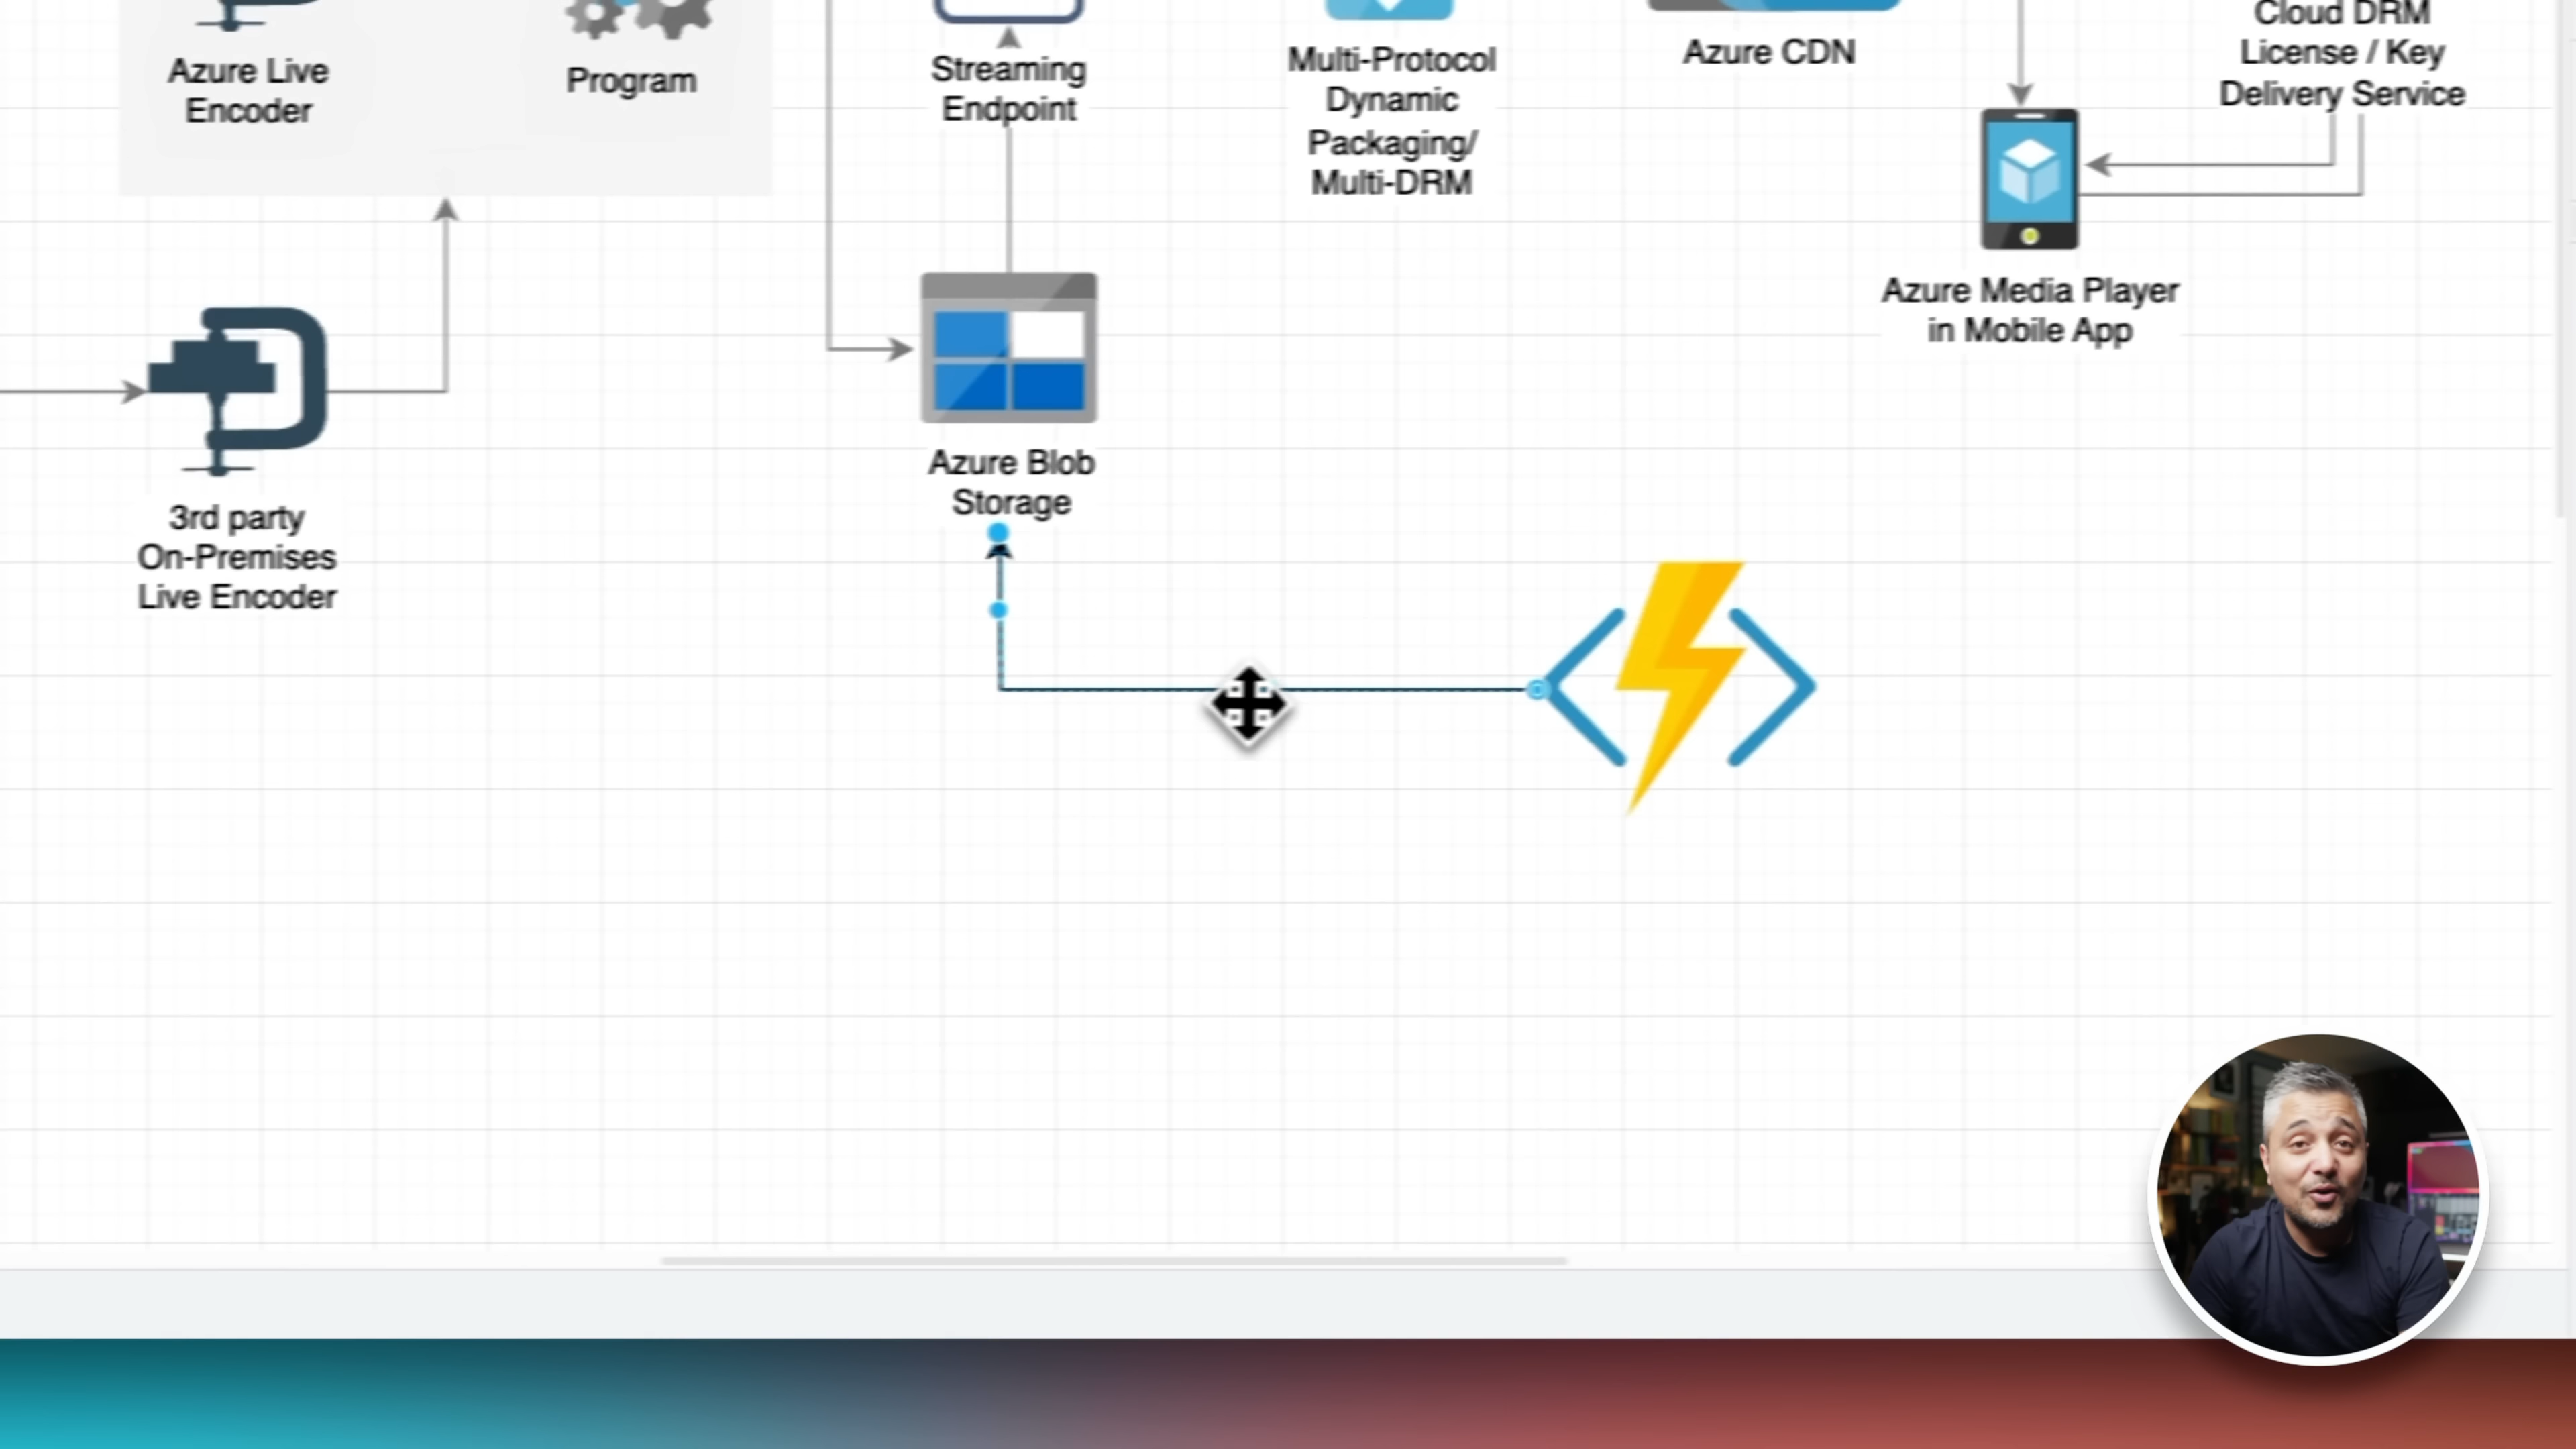 Azure Live
Encoder
Program
Streaming
Endpoint
Multi-Protocol
Dynamic
Packaging/
Multi-DRM
Azure CDN
Cloud DRM
License / Key
Delivery Service
Azure Media Player
in Mobile App
Azure Blob
Storage
3rd party
On-Premises
Live Encoder